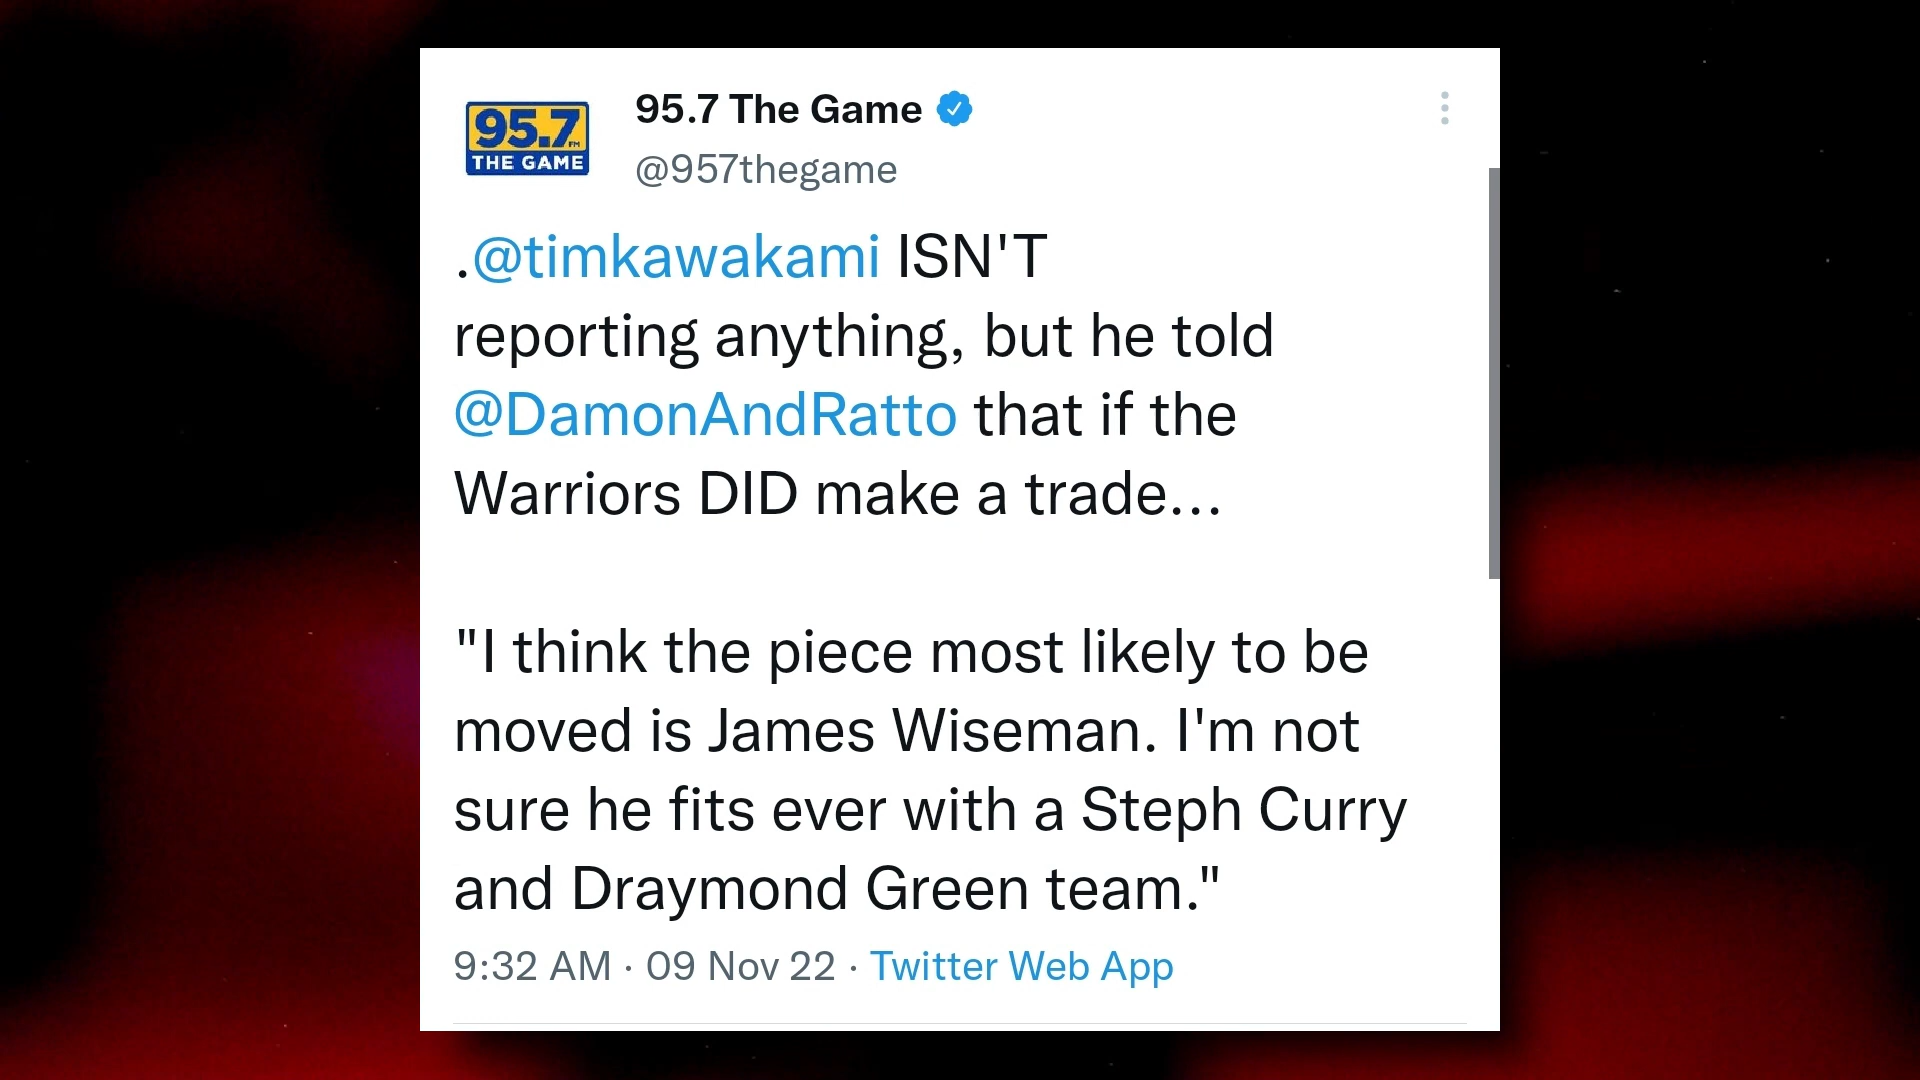 95.7 FM
THE GAME
95.7 The Game
@957thegame
.@timkawakami ISN'T
reporting anything, but he told
@DamonAndRatto that if the
Warriors DID make a trade...
"I think the piece most likely to be
moved is James Wiseman. I'm not
sure he fits ever with a Steph Curry
and Draymond Green team."
9:32 AM · 09 Nov 22 · Twitter Web App